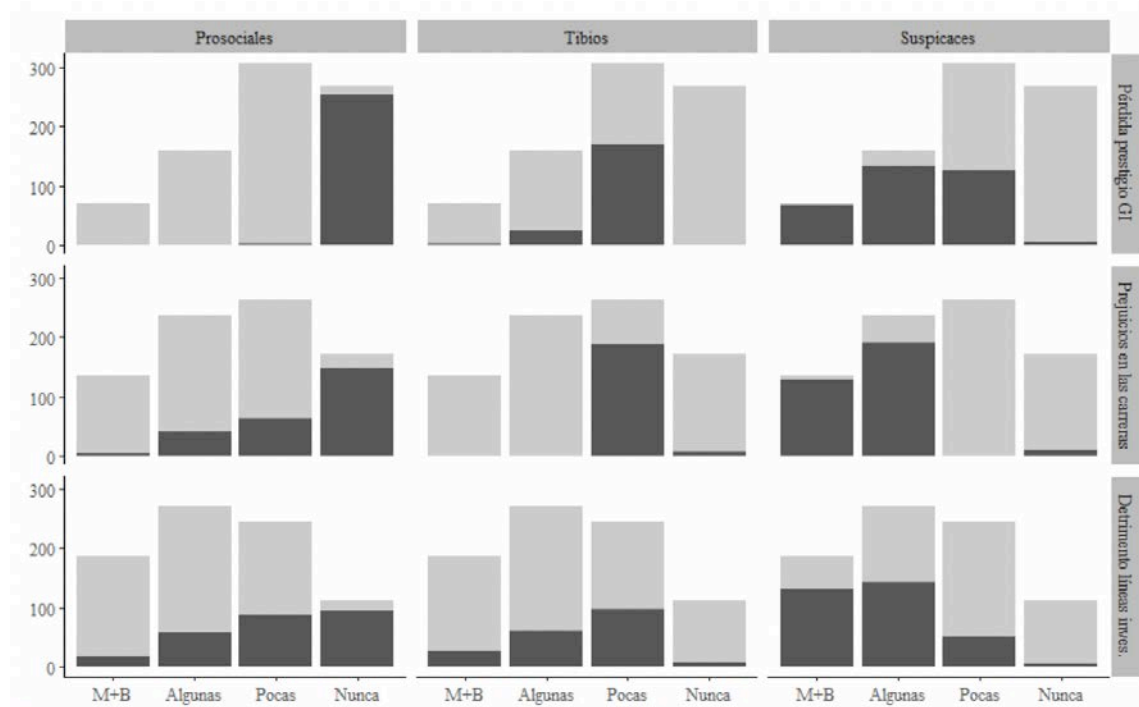 Prosociales Tibios Suspicaces
300
200
100
0
Pérdida prestigio GI
300
200
100
0
Prejuicios en las carreras
300
200
100
0
Detrimento líneas inves.
M+B Algunas Pocas Nunca M+B Algunas Pocas Nunca M+B Algunas Pocas Nunca